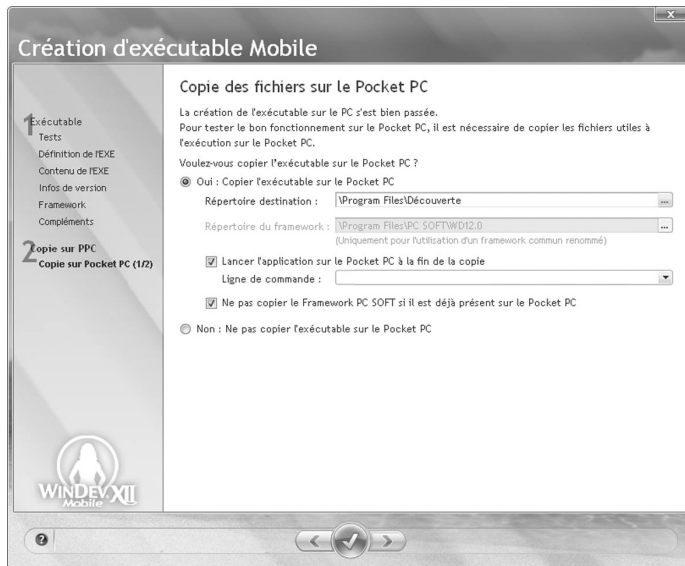 Création d'exécutable Mobile
1
Exécutable
Tests
Définition de l'EXE
Contenu de l'EXE
Infos de version
Framework
Compléments
2
Copie sur PPC
Copie sur Pocket PC (1/2)
WINDEV XII
Mobile
Copie des fichiers sur le Pocket PC
La création de l'exécutable sur le PC s'est bien passée.
Pour tester le bon fonctionnement sur le Pocket PC, il est nécessaire de copier les fichiers utiles à
l'exécution sur le Pocket PC.
Voulez-vous copier l'exécutable sur le Pocket PC ?
Oui : Copier l'exécutable sur le Pocket PC
Répertoire destination : \Program Files\Découverte ...
Répertoire du framework : \Program Files\PC SOFT\WD12.0 ...
(Uniquement pour l'utilisation d'un framework commun renommé)
Lancer l'application sur le Pocket PC à la fin de la copie
Ligne de commande :
Ne pas copier le Framework PC SOFT si il est déjà présent sur le Pocket PC
Non : Ne pas copier l'exécutable sur le Pocket PC
?